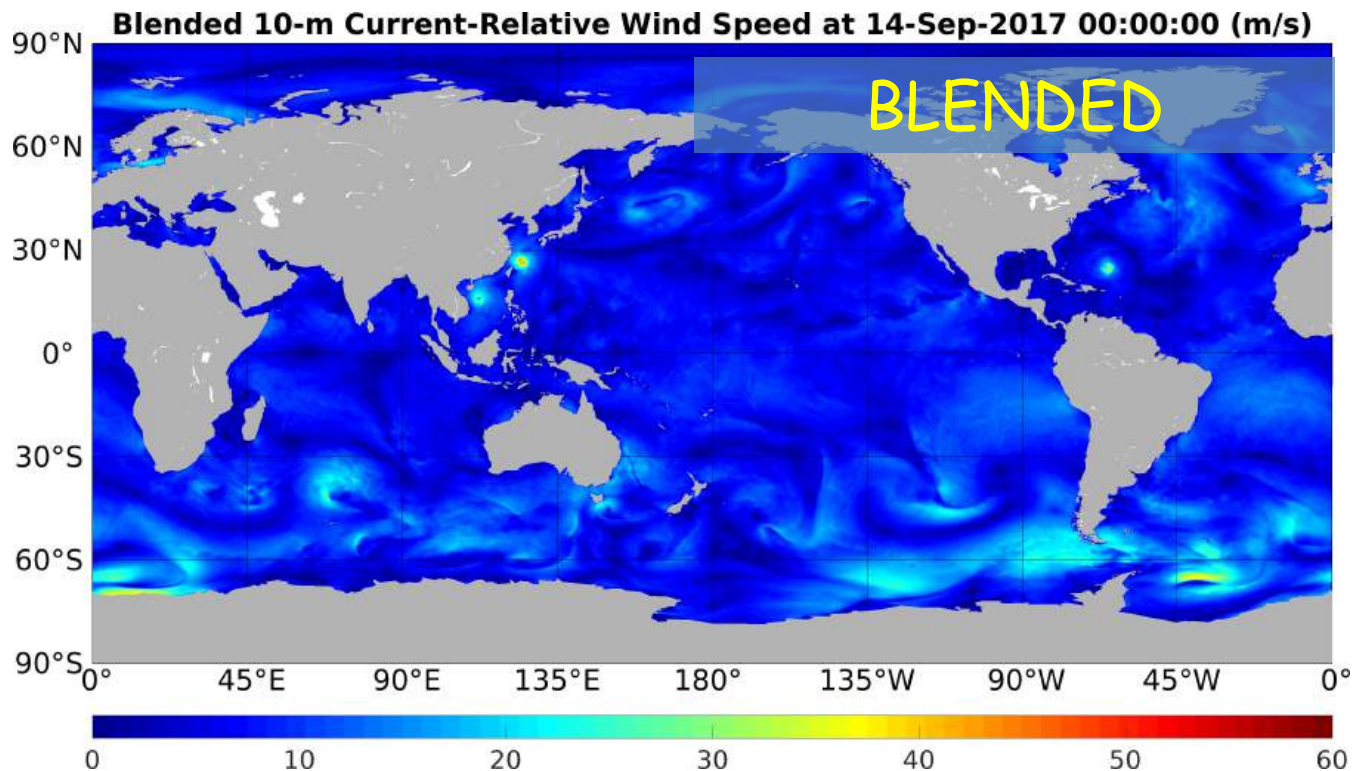 Blended 10-m Current-Relative Wind Speed at 14-Sep-2017 00:00:00 (m/s)
90°N
BLENDED
60°N
30°N
0°
30°S
60°S
90°S
0° 45°E 90°E 135°E 180° 135°W 90°W 45°W 0°
0 10 20 30 40 50 60